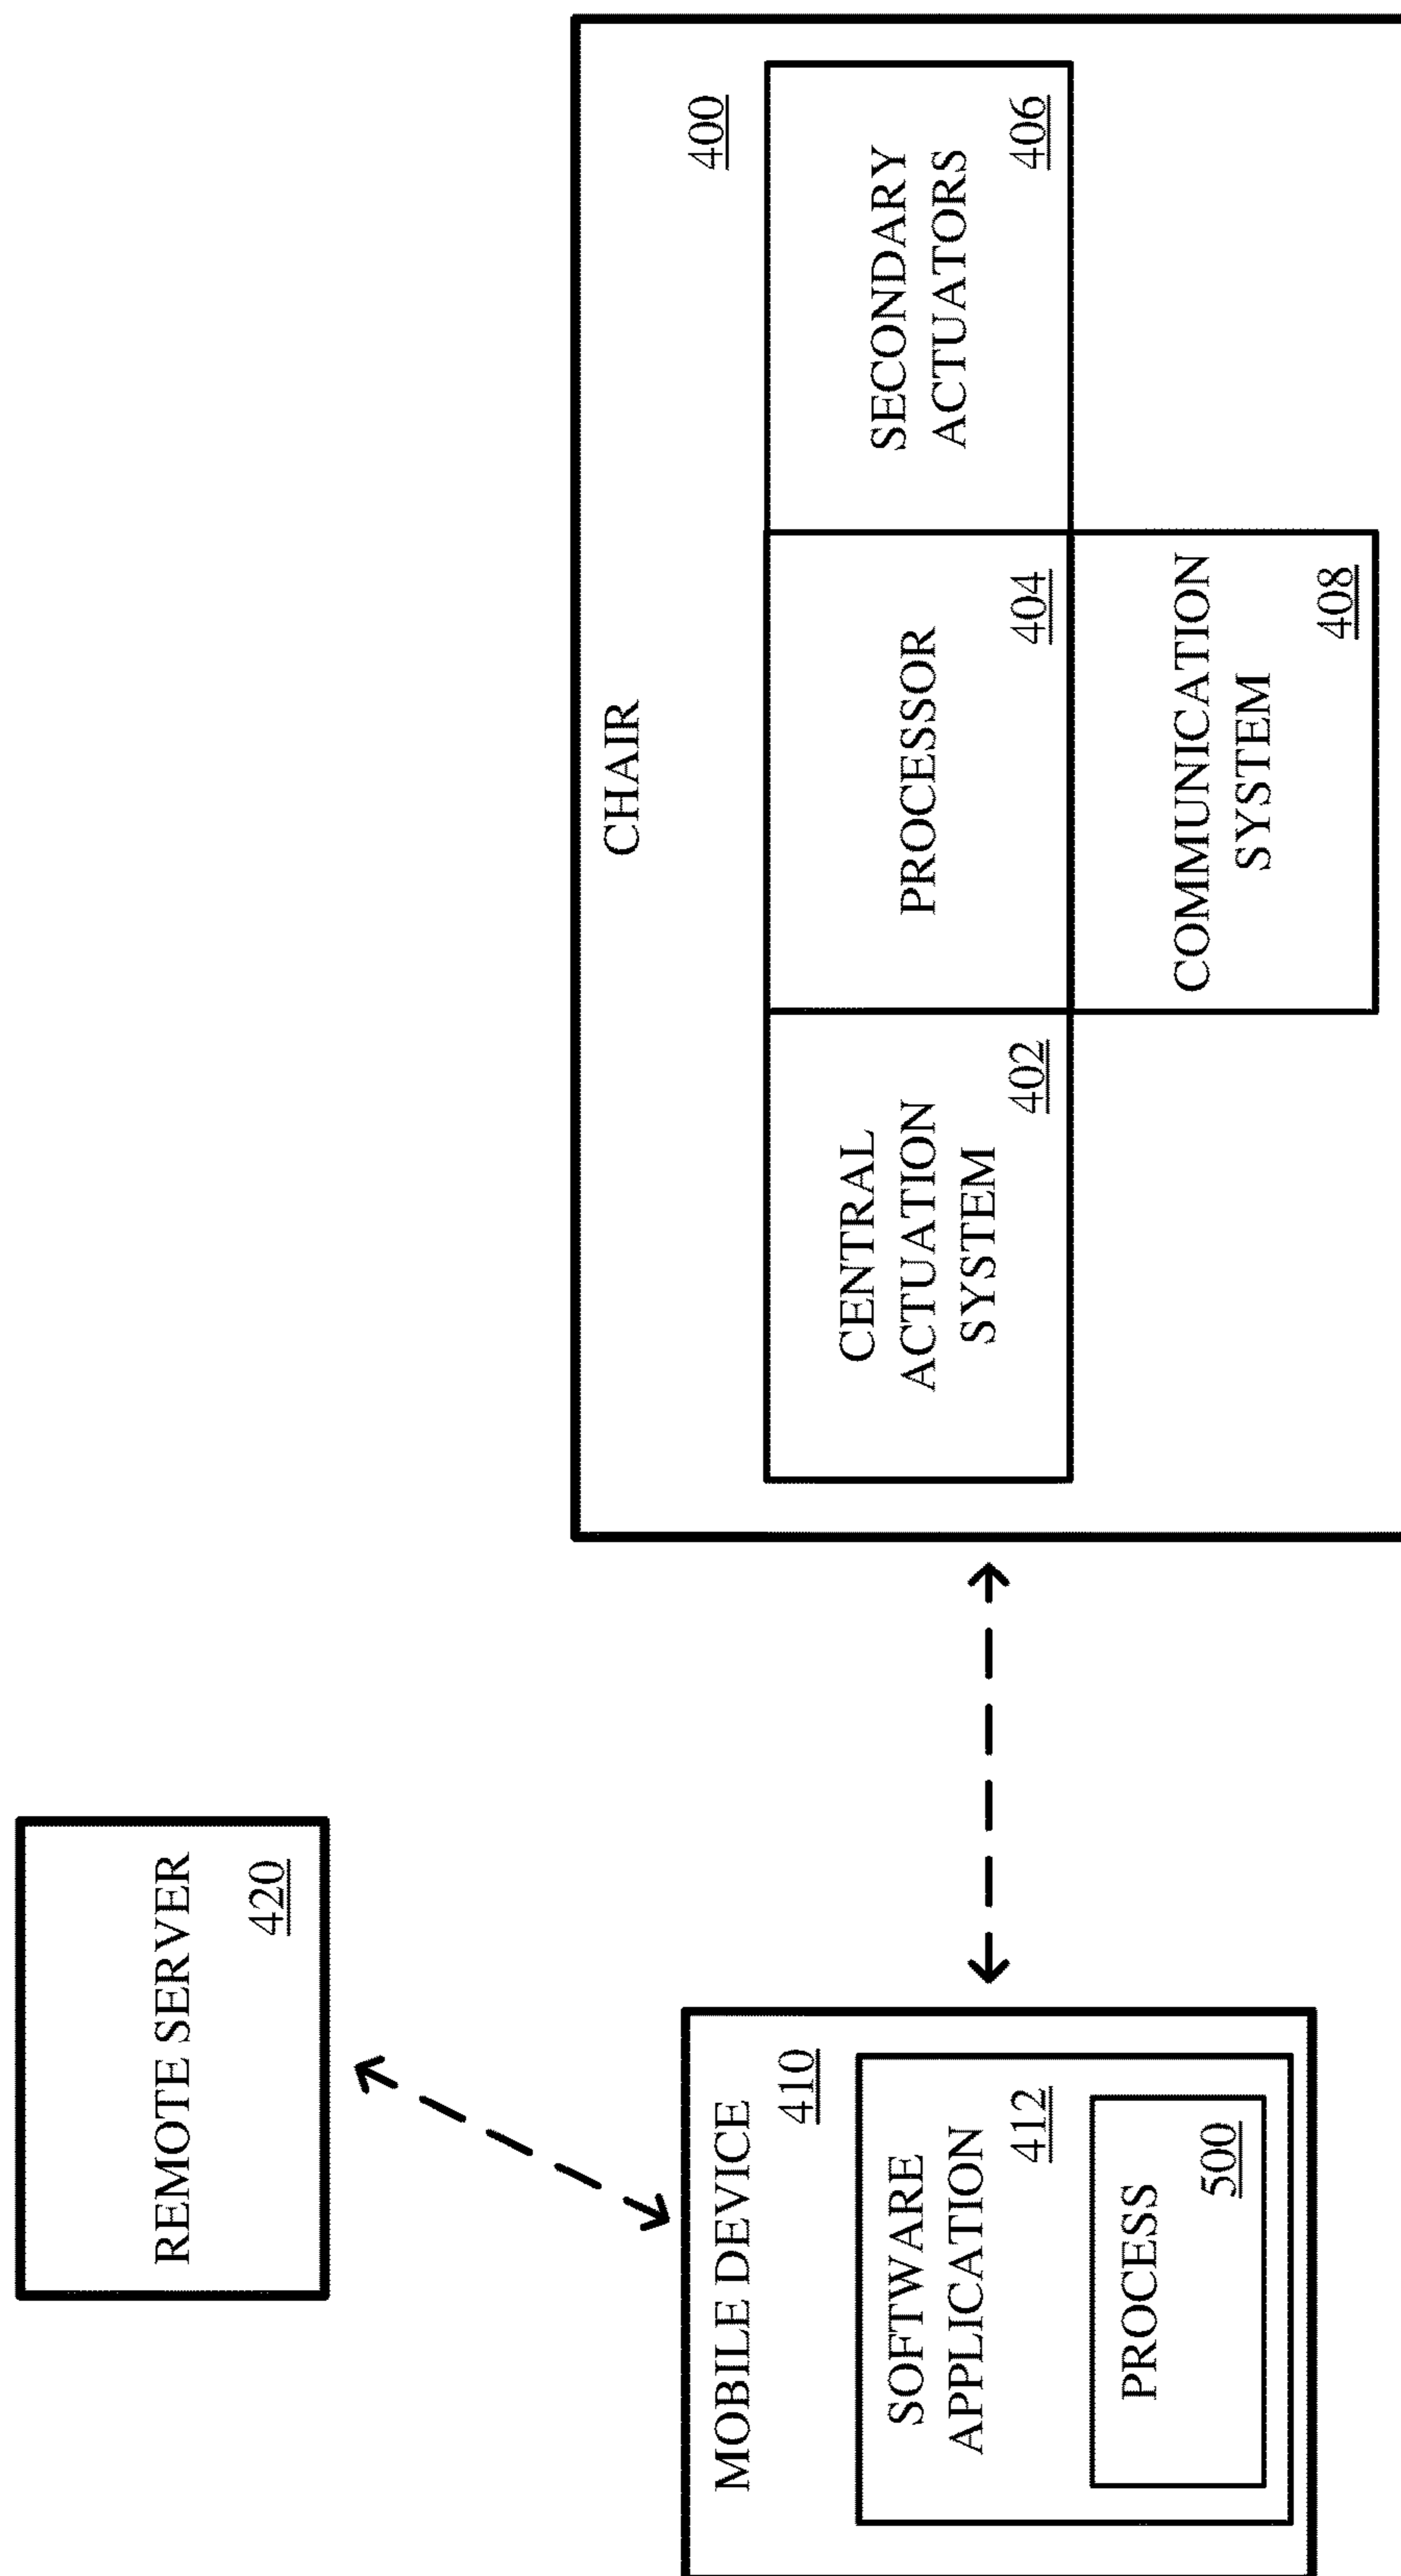 REMOTE SERVER
420
MOBILE DEVICE
410
SOFTWARE
APPLICATION
412
PROCESS
500
CHAIR
400
CENTRAL
ACTUATION
SYSTEM
402
PROCESSOR
404
SECONDARY
ACTUATORS
406
COMMUNICATION
SYSTEM
408